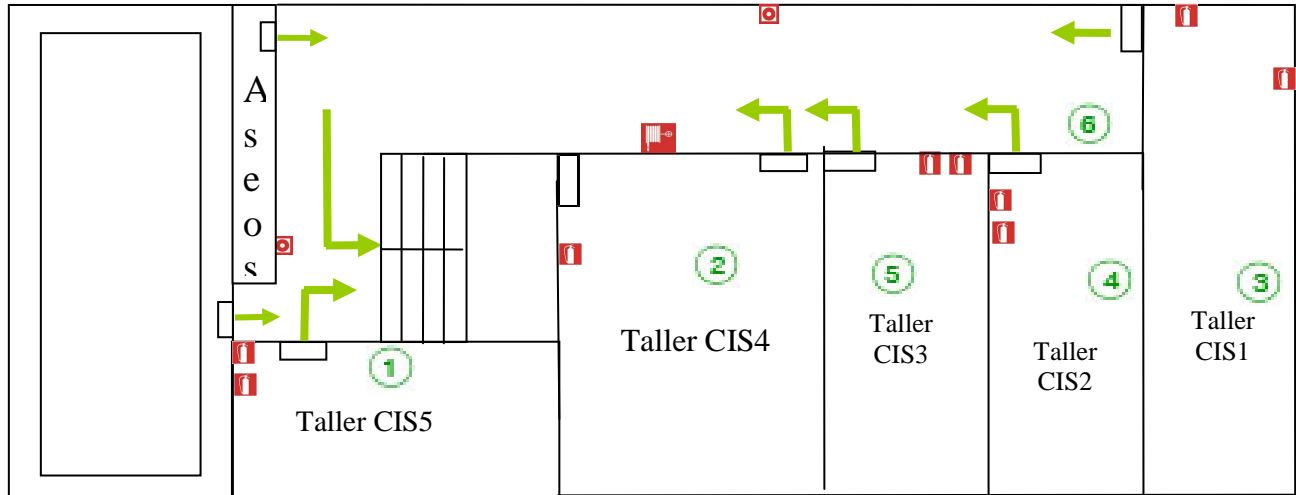 A
s
e
o
s
6
2
5
4
3
Taller CIS4
Taller
CIS3
Taller
CIS2
Taller
CIS1
1
Taller CIS5